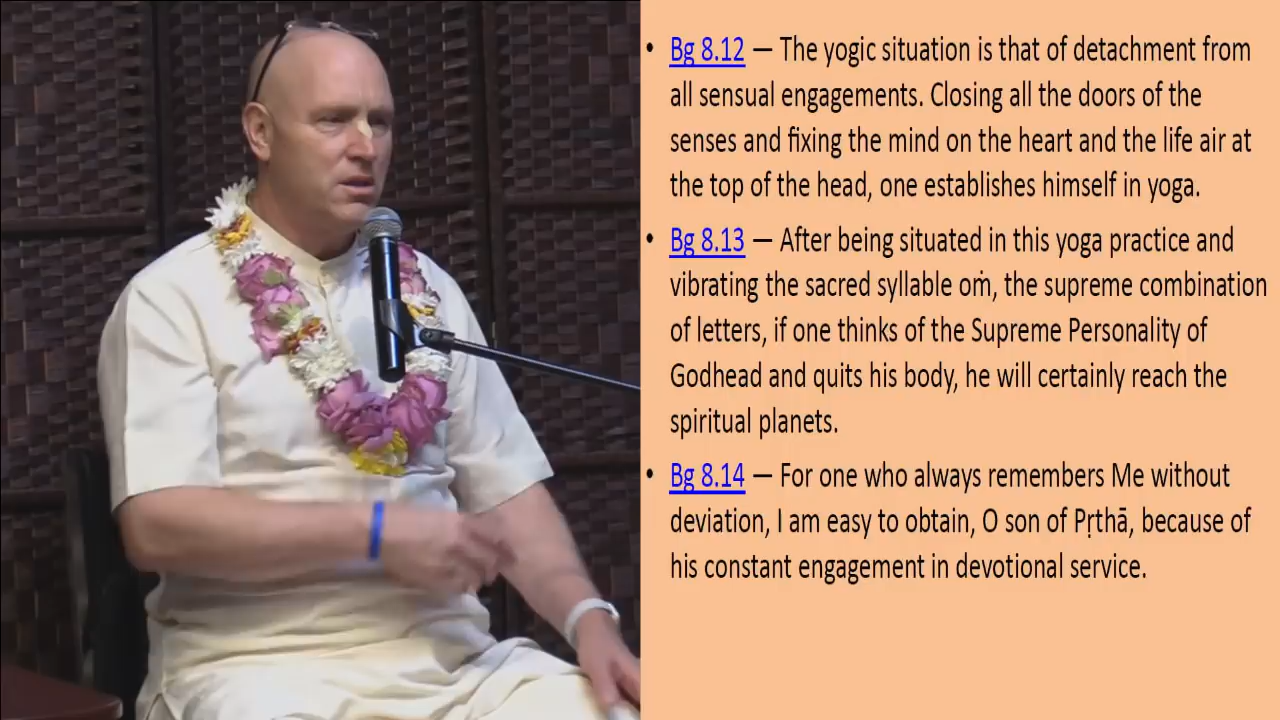 • Bg 8.12 — The yogic situation is that of detachment from
all sensual engagements. Closing all the doors of the
senses and fixing the mind on the heart and the life air at
the top of the head, one establishes himself in yoga.
• Bg 8.13 — After being situated in this yoga practice and
vibrating the sacred syllable oṁ, the supreme combination
of letters, if one thinks of the Supreme Personality of
Godhead and quits his body, he will certainly reach the
spiritual planets.
• Bg 8.14 — For one who always remembers Me without
deviation, I am easy to obtain, O son of Pṛthā, because of
his constant engagement in devotional service.